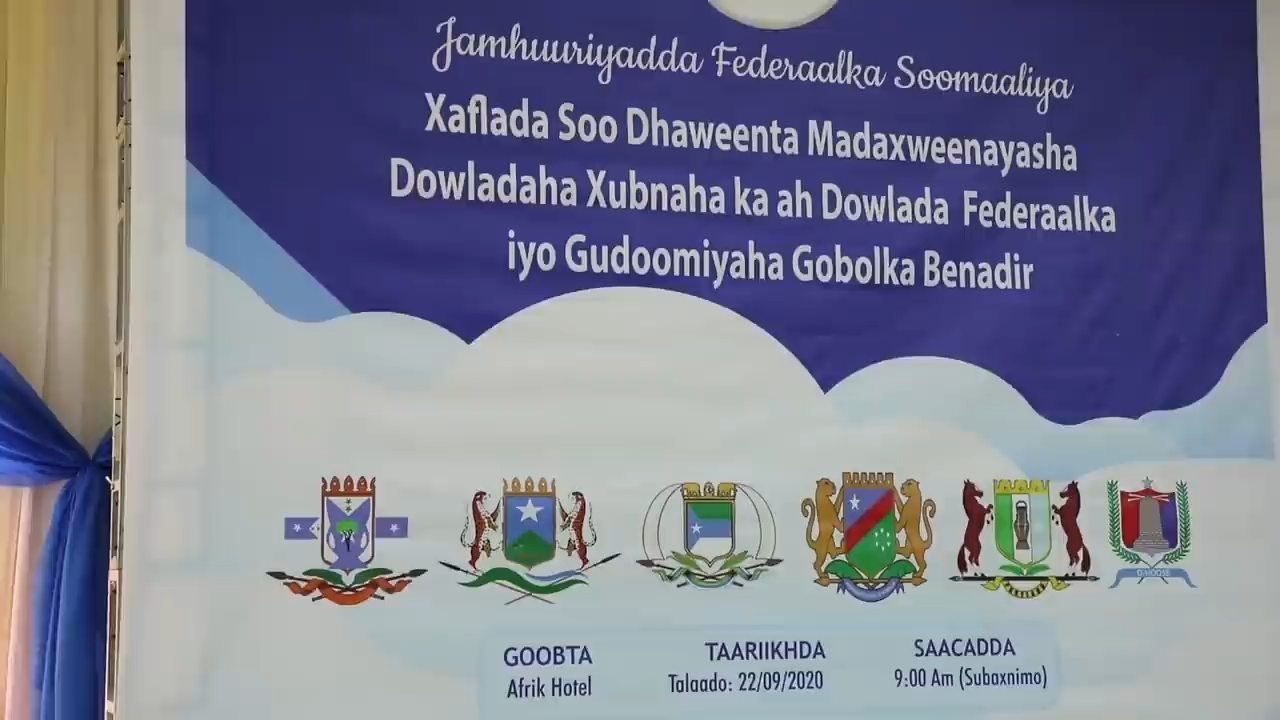 Jamhuuriyadda Federaalka Soomaaliya
Xaflada Soo Dhaweenta Madaxweenayasha
Dowladaha Xubnaha ka ah Dowlada Federaalka
iyo Gudoomiyaha Gobolka Benadir
GOOBTA
Afrik Hotel
TAARIIKHDA
Talaado: 22/09/2020
SAACADDA
9:00 Am (Subaxnimo)